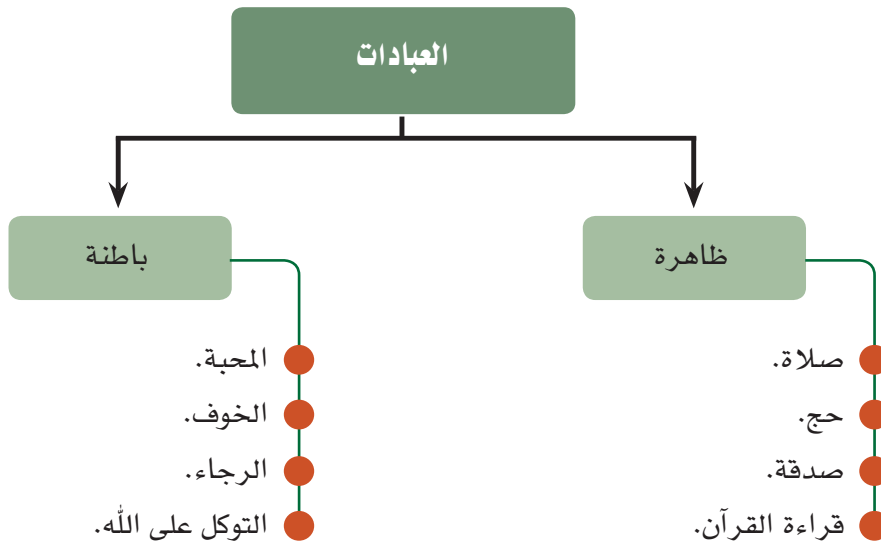 العبادات
ظاهرة
صلاة.
حج.
صدقة.
قراءة القرآن.
باطنة
المحبة.
الخوف.
الرجاء.
التوكل على الله.